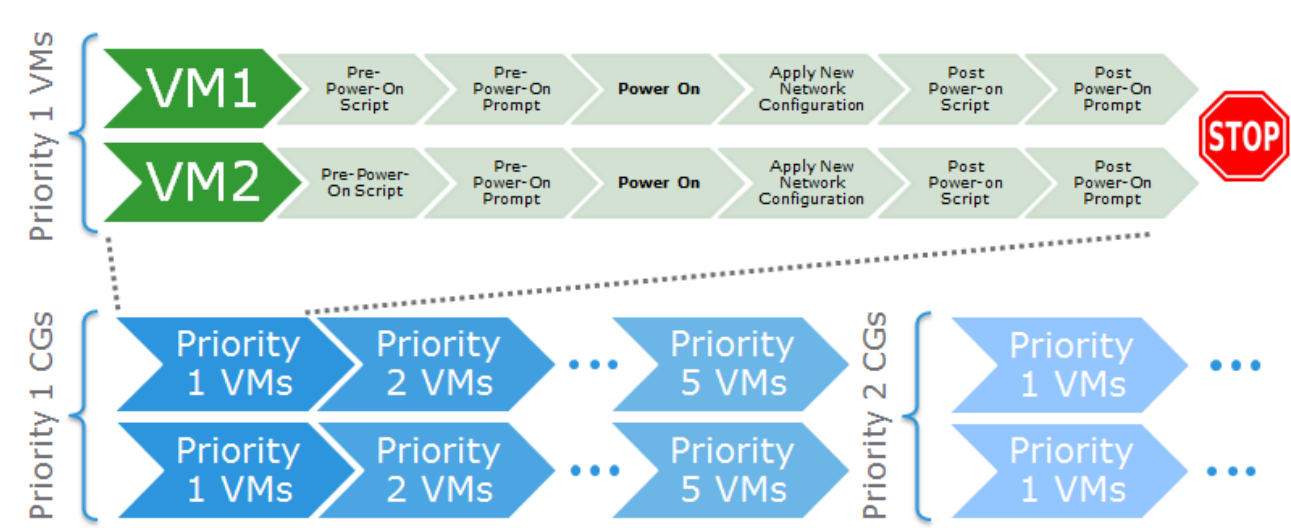 Priority 1 VMs
VM1
Pre-
Power-On
Script
Pre-
Power-On
Prompt
Power On
Apply New
Network
Configuration
Post
Power-on
Script
Post
Power-On
Prompt
STOP
VM2
Pre-Power-
On Script
Pre-
Power-On
Prompt
Power On
Apply New
Network
Configuration
Post
Power-on
Script
Post
Power-On
Prompt
Priority 1 CGs
Priority
1 VMs
Priority
2 VMs
Priority
5 VMs
Priority
1 VMs
Priority
2 VMs
Priority
5 VMs
Priority 2 CGs
Priority
1 VMs
Priority
1 VMs